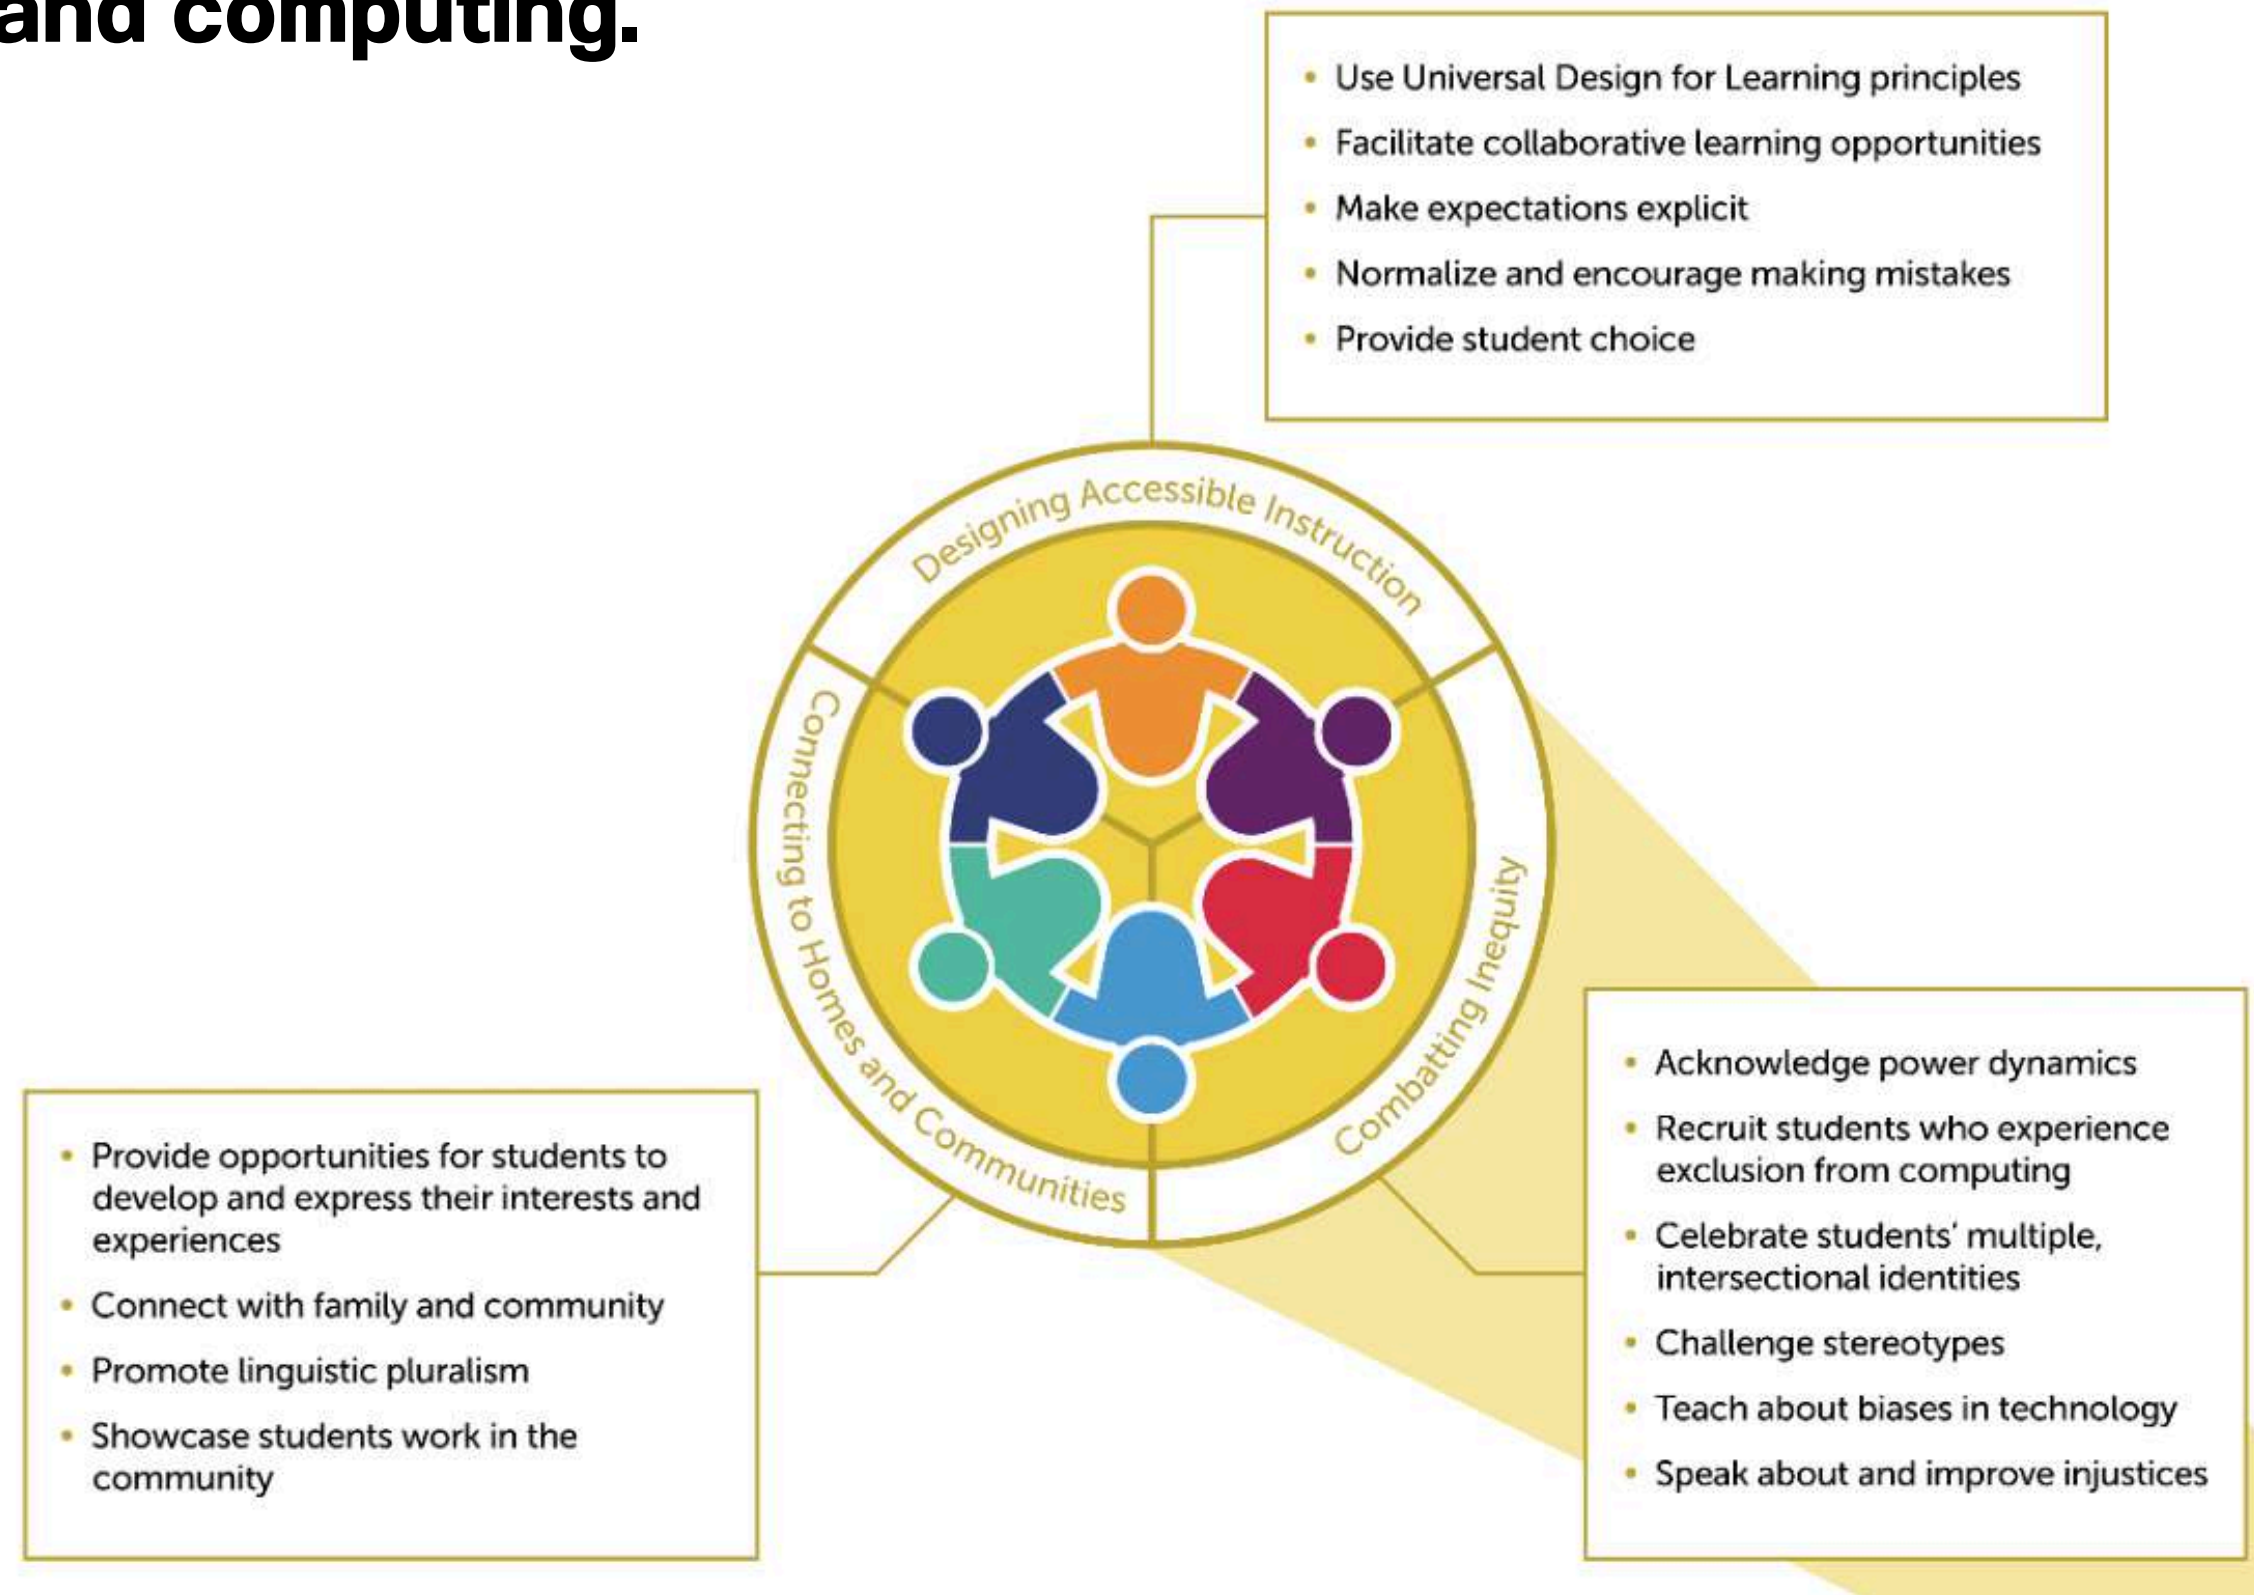 and computing.
• Use Universal Design for Learning principles
• Facilitate collaborative learning opportunities
• Make expectations explicit
• Normalize and encourage making mistakes
• Provide student choice
Designing Accessible Instruction
Connecting to Homes and Communities
Combatting Inequity
• Provide opportunities for students to
develop and express their interests and
experiences
• Connect with family and community
• Promote linguistic pluralism
• Showcase students work in the
community
• Acknowledge power dynamics
• Recruit students who experience
exclusion from computing
• Celebrate students’ multiple,
intersectional identities
• Challenge stereotypes
• Teach about biases in technology
• Speak about and improve injustices